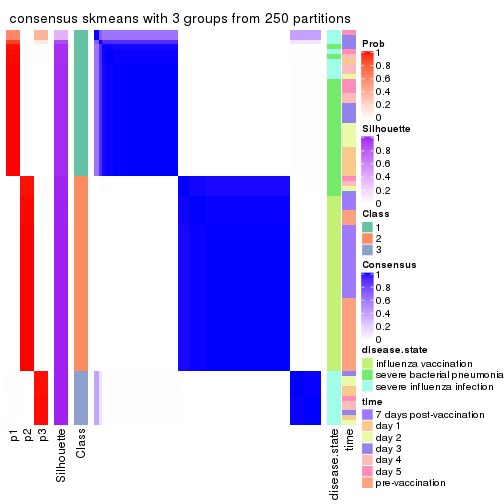 consensus skmeans with 3 groups from 250 partitions
Prob
1
0.8
0.6
0.4
0.2
0
Silhouette
1
0.8
0.6
0.4
0.2
0
Class
1
2
3
Consensus
1
0.8
0.6
0.4
0.2
0
disease.state
influenza vaccination
severe bacterial pneumonia
severe influenza infection
time
7 days post-vaccination
day 1
day 2
day 3
day 4
day 5
pre-vaccination
p1
p2
p3
Silhouette
Class
disease.state
time